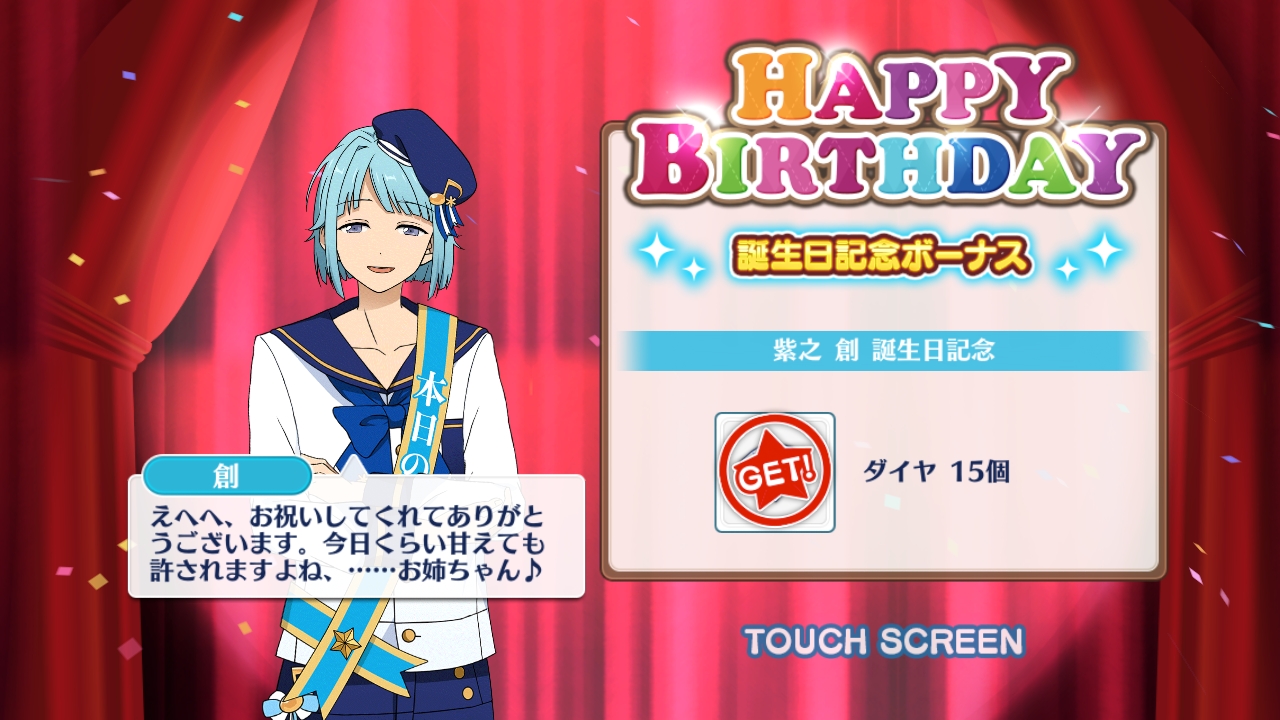 HAPPY
BIRTHDAY
誕生日記念ボーナス
紫之 創 誕生日記念
GET!
ダイヤ 15個
本日の
創
えへへ、お祝いしてくれてありがと
うございます。今日くらい甘えても
許されますよね、……お姉ちゃん♪
TOUCH SCREEN